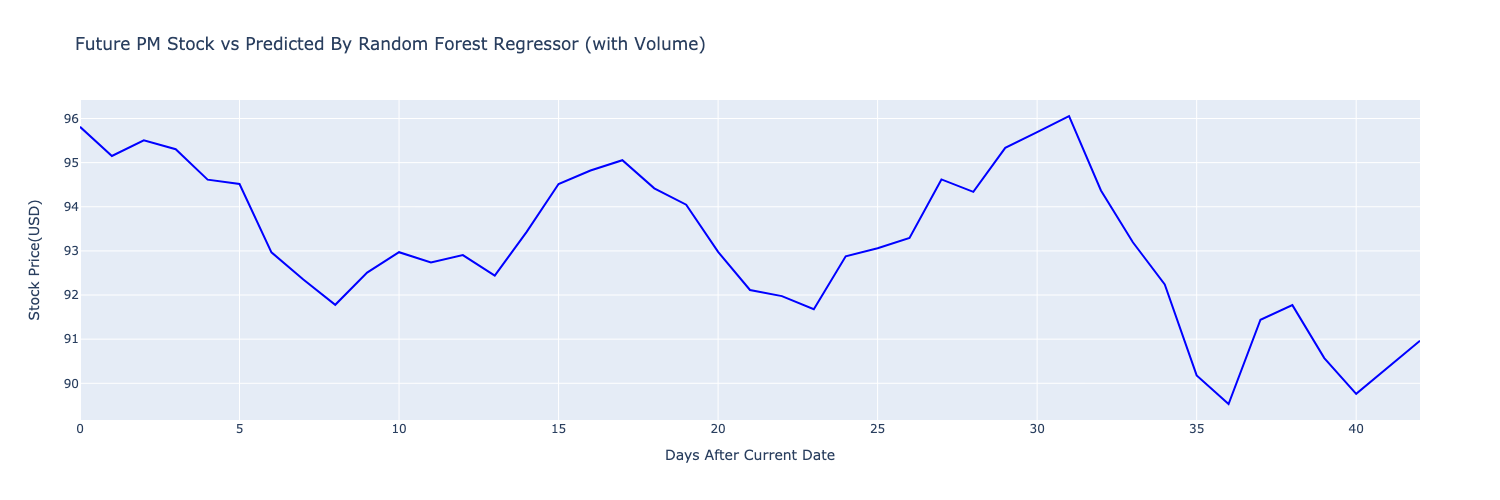 Future PM Stock vs Predicted By Random Forest Regressor (with Volume)
Stock Price(USD)
96
95
94
93
92
91
90
0 5 10 15 20 25 30 35 40
Days After Current Date